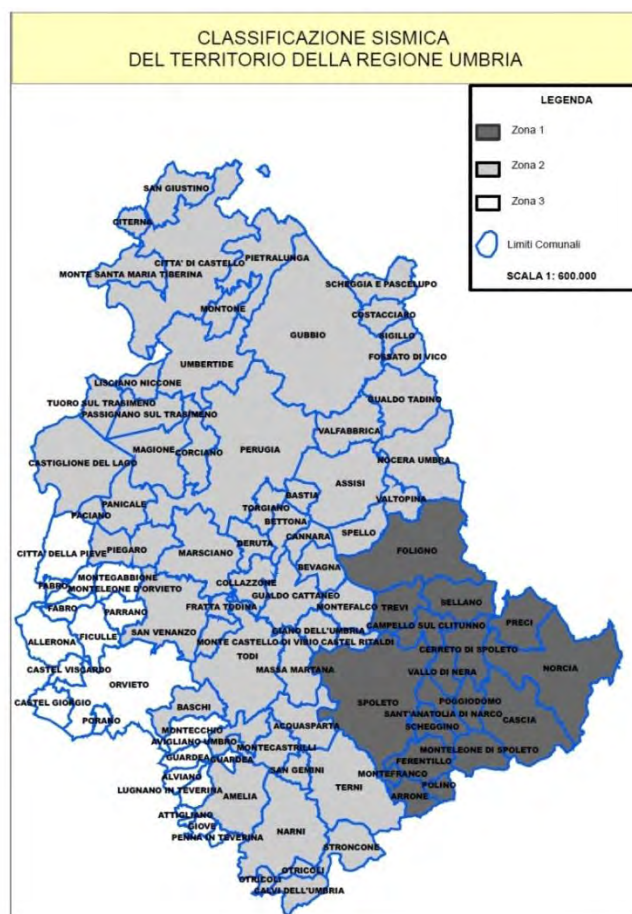 CLASSIFICAZIONE SISMICA
DEL TERRITORIO DELLA REGIONE UMBRIA
LEGENDA
Zona 1
Zona 2
Zona 3
Limiti Comunali
SCALA 1: 600.000
SAN GIUSTINO
CITERNA
CITTA' DI CASTELLO
PIETRALUNGA
MONTE SANTA MARIA TIBERINA
SCHEGGIA E PASCELUPO
MONTONE
COSTACCIARO
GUBBIO
SIGILLO
FOSSATO DI VICO
UMBERTIDE
LISCIANO NICCONE
GUALDO TADINO
TUORO SUL TRASIMENO
PASSIGNANO SUL TRASIMENO
VALFABBRICA
MAGIONE
CORCIANO
PERUGIA
CASTIGLIONE DEL LAGO
NOCERA UMBRA
ASSISI
BASTIA
VALTOPINA
PANICALE
TORGIANO
PACIANO
BETTONA
SPELLO
DERUTA
CANNARA
CITTA' DELLA PIEVE
PIEGARO
MARSCIANO
FOLIGNO
BEVAGNA
MONTEGABBIONE
COLLAZZONE
FABRO
MONTELEONE D'ORVIETO
GUALDO CATTANEO
SELLANO
FABRO
PARRANO
FRATTA TODINA
MONTEFALCO
TREVI
PRECI
ALLERONA
FICULLE
SAN VENANZO
GIANO DELL'UMBRIA
CAMPELLO SUL CLITUNNO
MONTE CASTELLO DI VIBIO
CASTEL RITALDI
CERRETO DI SPOLETO
TODI
CASTEL VISCARDO
MASSA MARTANA
VALLO DI NERA
NORCIA
ORVIETO
CASTEL GIORGIO
SPOLETO
POGGIODOMO
BASCHI
SANT'ANATOLIA DI NARCO
PORANO
CASCIA
MONTECCHIO
ACQUASPARTA
SCHEGGINO
AVIGLIANO UMBRO
MONTECASTRILLI
MONTELEONE DI SPOLETO
GUARDEA
GUARDEA
FERENTILLO
ALVIANO
SAN GEMINI
MONTEFRANCO
LUGNANO IN TEVERINA
TERNI
POLINO
AMELIA
ARRONE
ATTIGLIANO
GIOVE
NARNI
PENNA IN TEVERINA
STRONCONE
OTRICOLI
OTRICOLI
CALVI DELL'UMBRIA